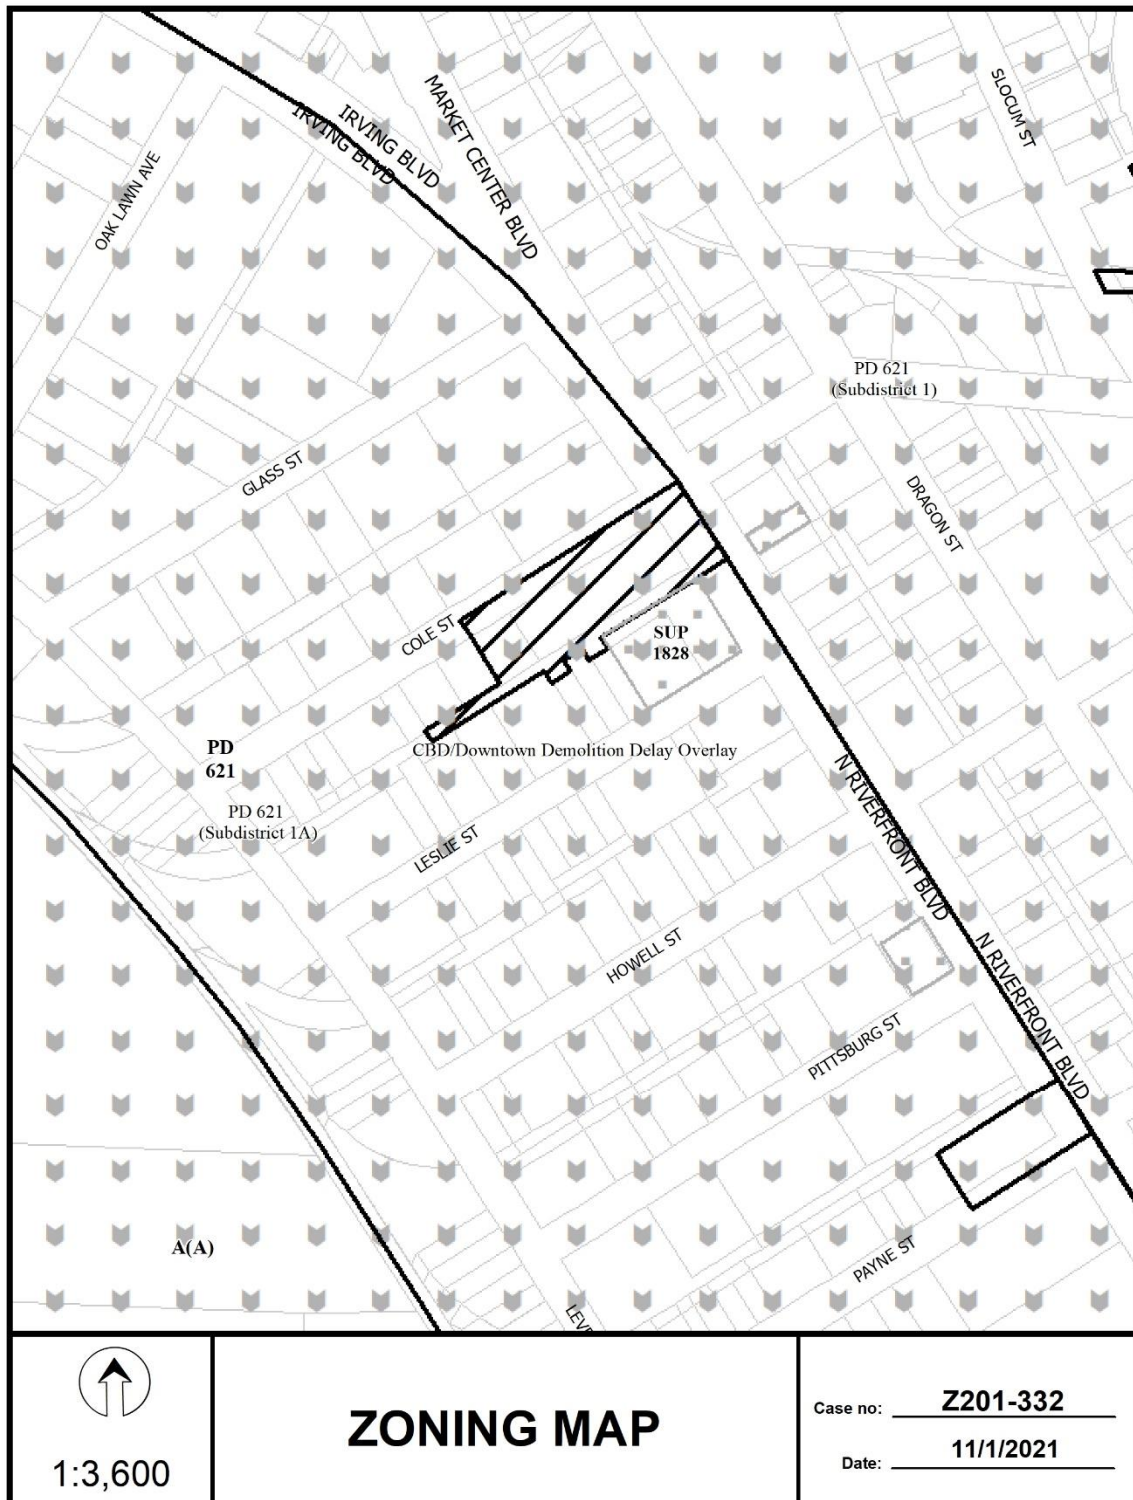 MARKET CENTER BLVD
SLOCUM ST
IRVING BLVD
IRVING BLVD
OAK LAWN AVE
PD 621
(Subdistrict 1)
GLASS ST
DRAGON ST
COLE ST
SUP
1828
PD
621
CBD/Downtown Demolition Delay Overlay
PD 621
(Subdistrict 1A)
N RIVERFRONT BLVD
LESLIE ST
HOWELL ST
N RIVERFRONT BLVD
PITTSBURG ST
A(A)
PAYNE ST
1:3,600
ZONING MAP
Case no: Z201-332
Date: 11/1/2021